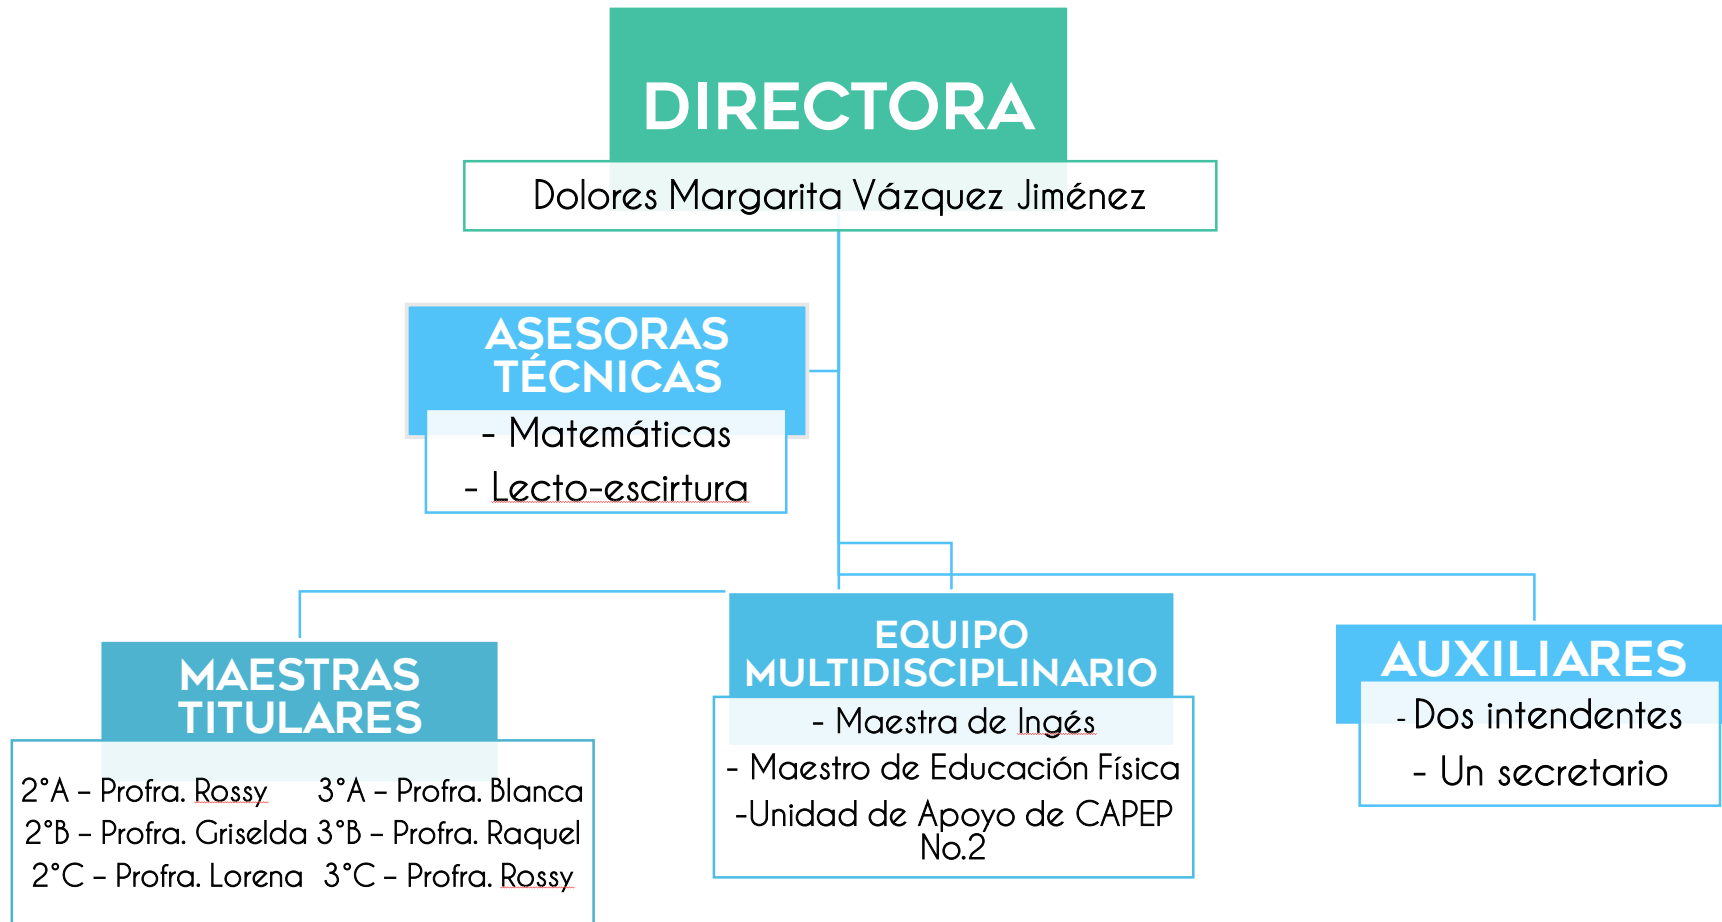 DIRECTORA
Dolores Margarita Vázquez Jiménez
ASESORAS
TÉCNICAS
- Matemáticas
- Lecto-escirtura
MAESTRAS
TITULARES
2°A – Profra. Rossy 3°A – Profra. Blanca
2°B – Profra. Griselda 3°B – Profra. Raquel
2°C – Profra. Lorena 3°C – Profra. Rossy
EQUIPO
MULTIDISCIPLINARIO
- Maestra de Ingés
- Maestro de Educación Física
-Unidad de Apoyo de CAPEP
No.2
AUXILIARES
- Dos intendentes
- Un secretario